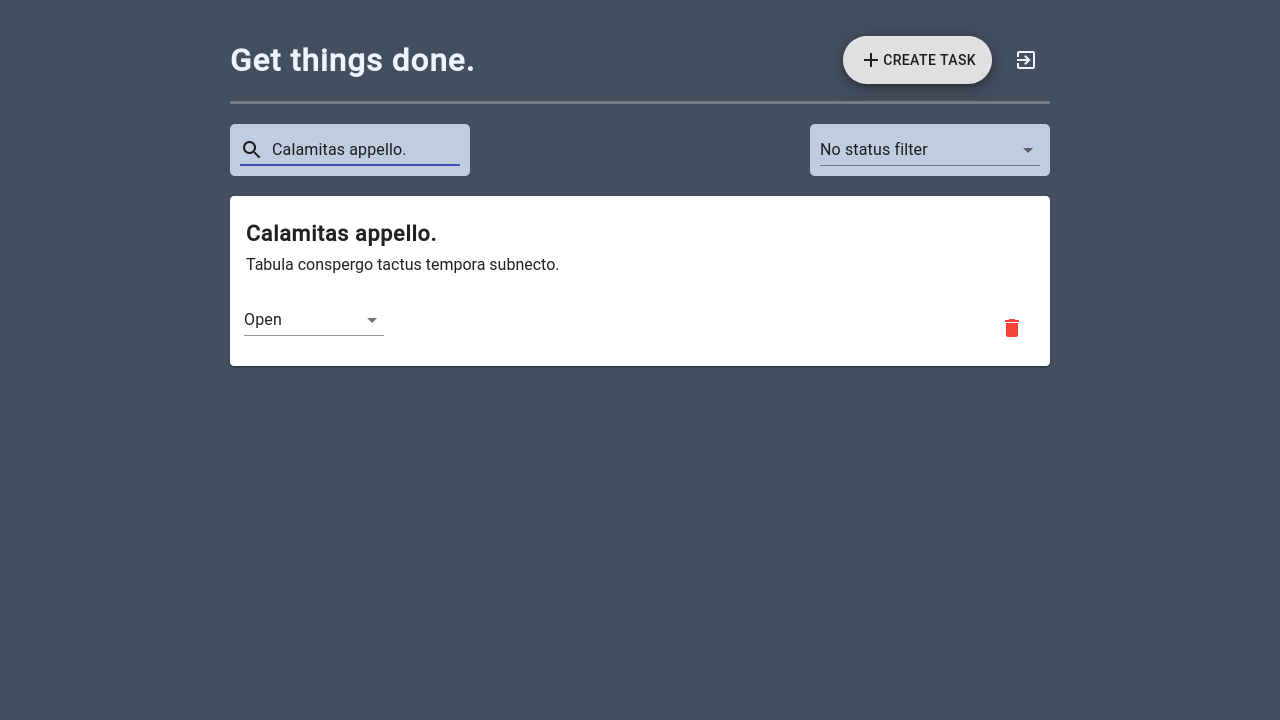 Get things done.
CREATE TASK
Calamitas appello.
No status filter
Calamitas appello.
Tabula conspergo tactus tempora subnecto.
Open